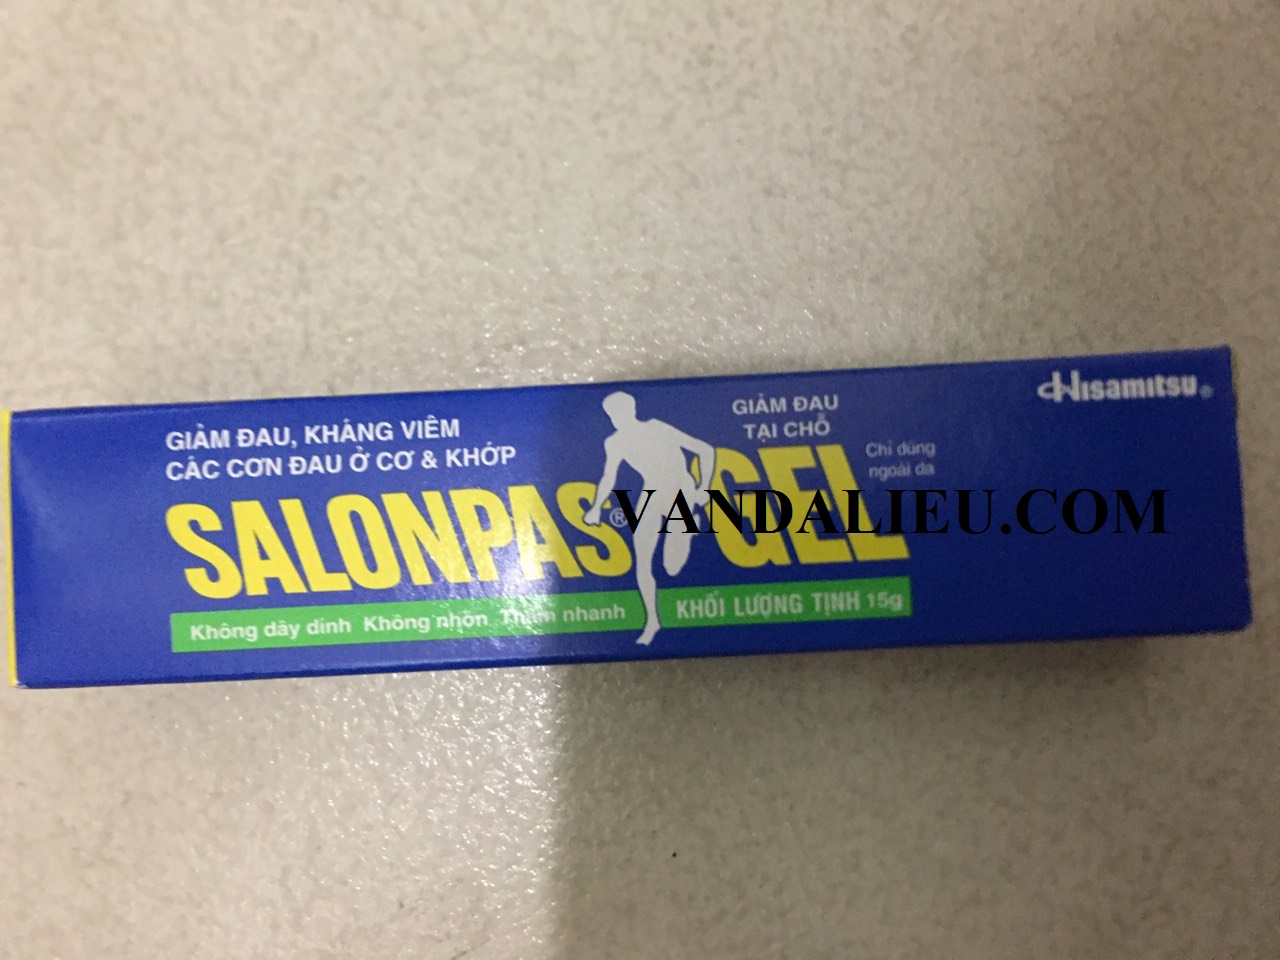 Hisamitsu®
GIẢM ĐAU, KHÁNG VIÊM
CÁC CƠN ĐAU Ở CƠ & KHỚP
GIẢM ĐAU
TẠI CHỖ
Chỉ dùng
ngoài da
SALONPAS® GEL
VANDALIEU.COM
Không dây dính Không nhờn Thấm nhanh
KHỐI LƯỢNG TỊNH 15g